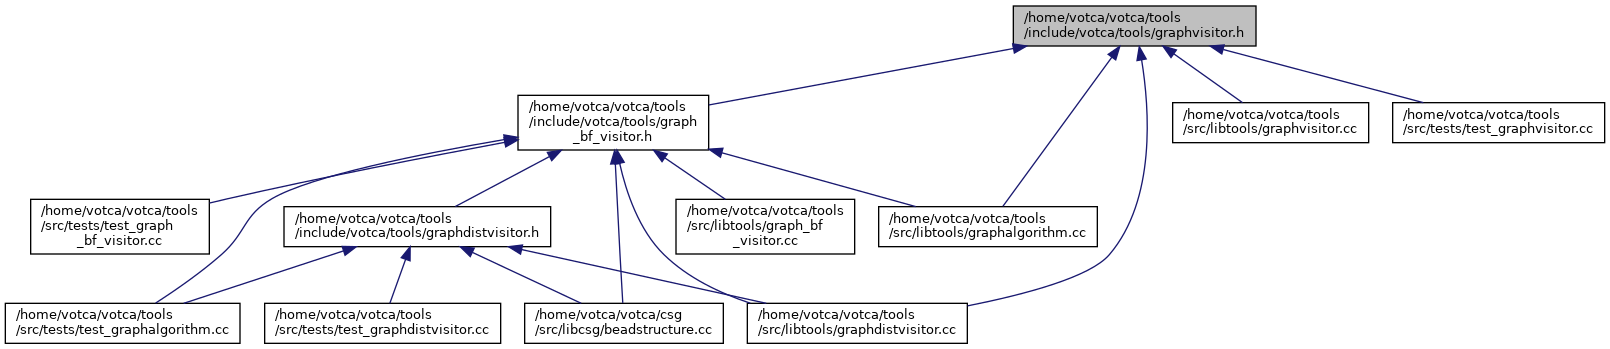 /home/votca/votca/tools
/include/votca/tools/graphvisitor.h
/home/votca/votca/tools
/include/votca/tools/graph
_bf_visitor.h
/home/votca/votca/tools
/src/libtools/graphvisitor.cc
/home/votca/votca/tools
/src/tests/test_graphvisitor.cc
/home/votca/votca/tools
/src/tests/test_graph
_bf_visitor.cc
/home/votca/votca/tools
/include/votca/tools/graphdistvisitor.h
/home/votca/votca/tools
/src/libtools/graph_bf
_visitor.cc
/home/votca/votca/tools
/src/libtools/graphalgorithm.cc
/home/votca/votca/tools
/src/tests/test_graphalgorithm.cc
/home/votca/votca/tools
/src/tests/test_graphdistvisitor.cc
/home/votca/votca/csg
/src/libcsg/beadstructure.cc
/home/votca/votca/tools
/src/libtools/graphdistvisitor.cc